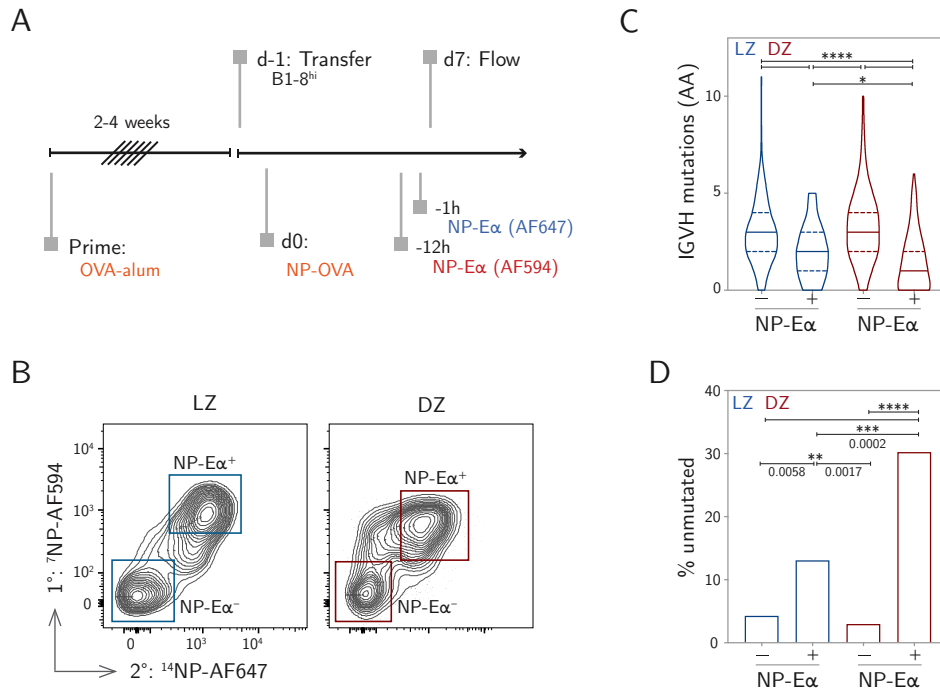 A
d-1: Transfer
B1-8hi
d7: Flow
2-4 weeks
-1h
NP-Eα (AF647)
Prime:
OVA-alum
d0:
NP-OVA
-12h
NP-Eα (AF594)
B
LZ
DZ
NP-Eα+
NP-Eα+
10⁴
10³
10²
0
NP-Eα−
NP-Eα−
0
10³
10⁴
0
10³
10⁴
1°: ⁷NP-AF594
2°: ¹⁴NP-AF647
C
LZ DZ
****
*
IGVH mutations (AA)
10
5
0
− + − +
NP-Eα NP-Eα
D
LZ DZ
****
***
0.0002
**
0.0058 0.0017
% unmutated
40
30
20
10
0
− + − +
NP-Eα NP-Eα